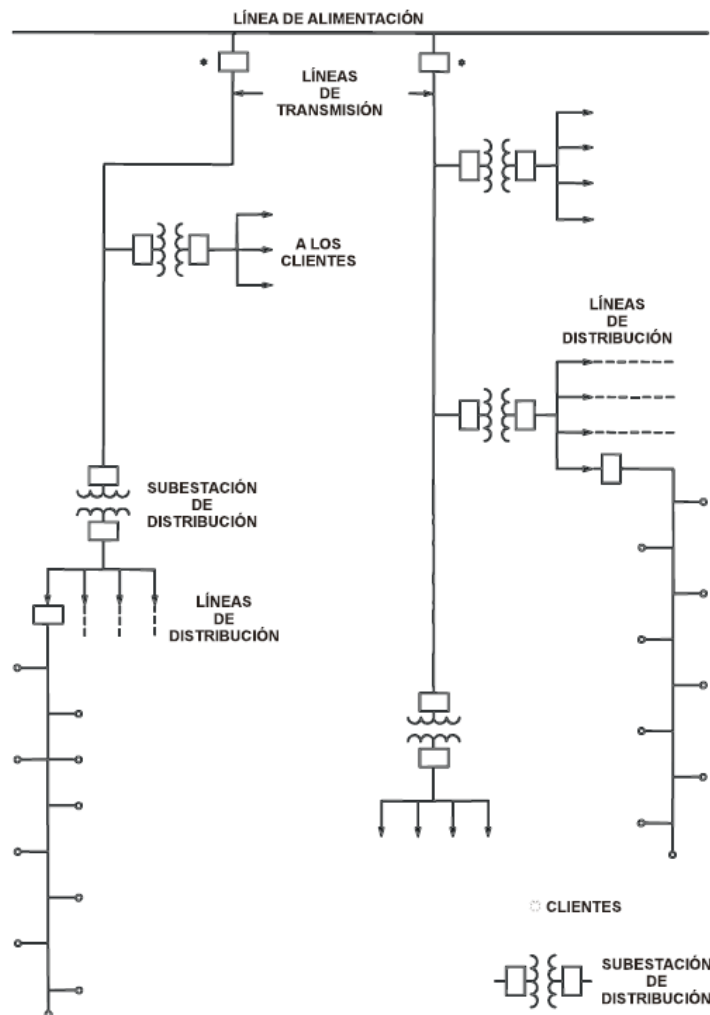 LÍNEA DE ALIMENTACIÓN
*
*
LÍNEAS
DE
TRANSMISIÓN
A LOS
CLIENTES
LÍNEAS
DE
DISTRIBUCIÓN
SUBESTACIÓN
DE
DISTRIBUCIÓN
LÍNEAS
DE
DISTRIBUCIÓN
CLIENTES
SUBESTACIÓN
DE
DISTRIBUCIÓN